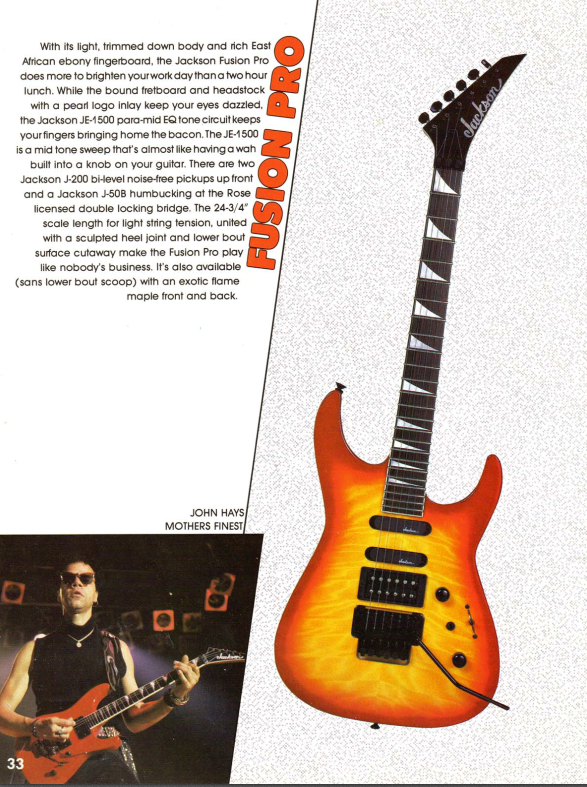 With its light, trimmed down body and rich East
African ebony fingerboard, the Jackson Fusion Pro
does more to brighten your work day than a two hour
lunch. While the bound fretboard and headstock
with a pearl logo inlay keep your eyes dazzled,
the Jackson JE-1500 para-mid EQ tone circuit keeps
your fingers bringing home the bacon. The JE-1500
is a mid tone sweep that's almost like having a wah
built into a knob on your guitar. There are two
Jackson J-200 bi-level noise-free pickups up front
and a Jackson J-50B humbucking at the Rose
licensed double locking bridge. The 24-3/4"
scale length for light string tension, united
with a sculpted heel joint and lower bout
surface cutaway make the Fusion Pro play
like nobody's business. It's also available
(sans lower bout scoop) with an exotic flame
maple front and back.
FUSION PRO
Jackson
JOHN HAYS
MOTHERS FINEST
Jackson
33